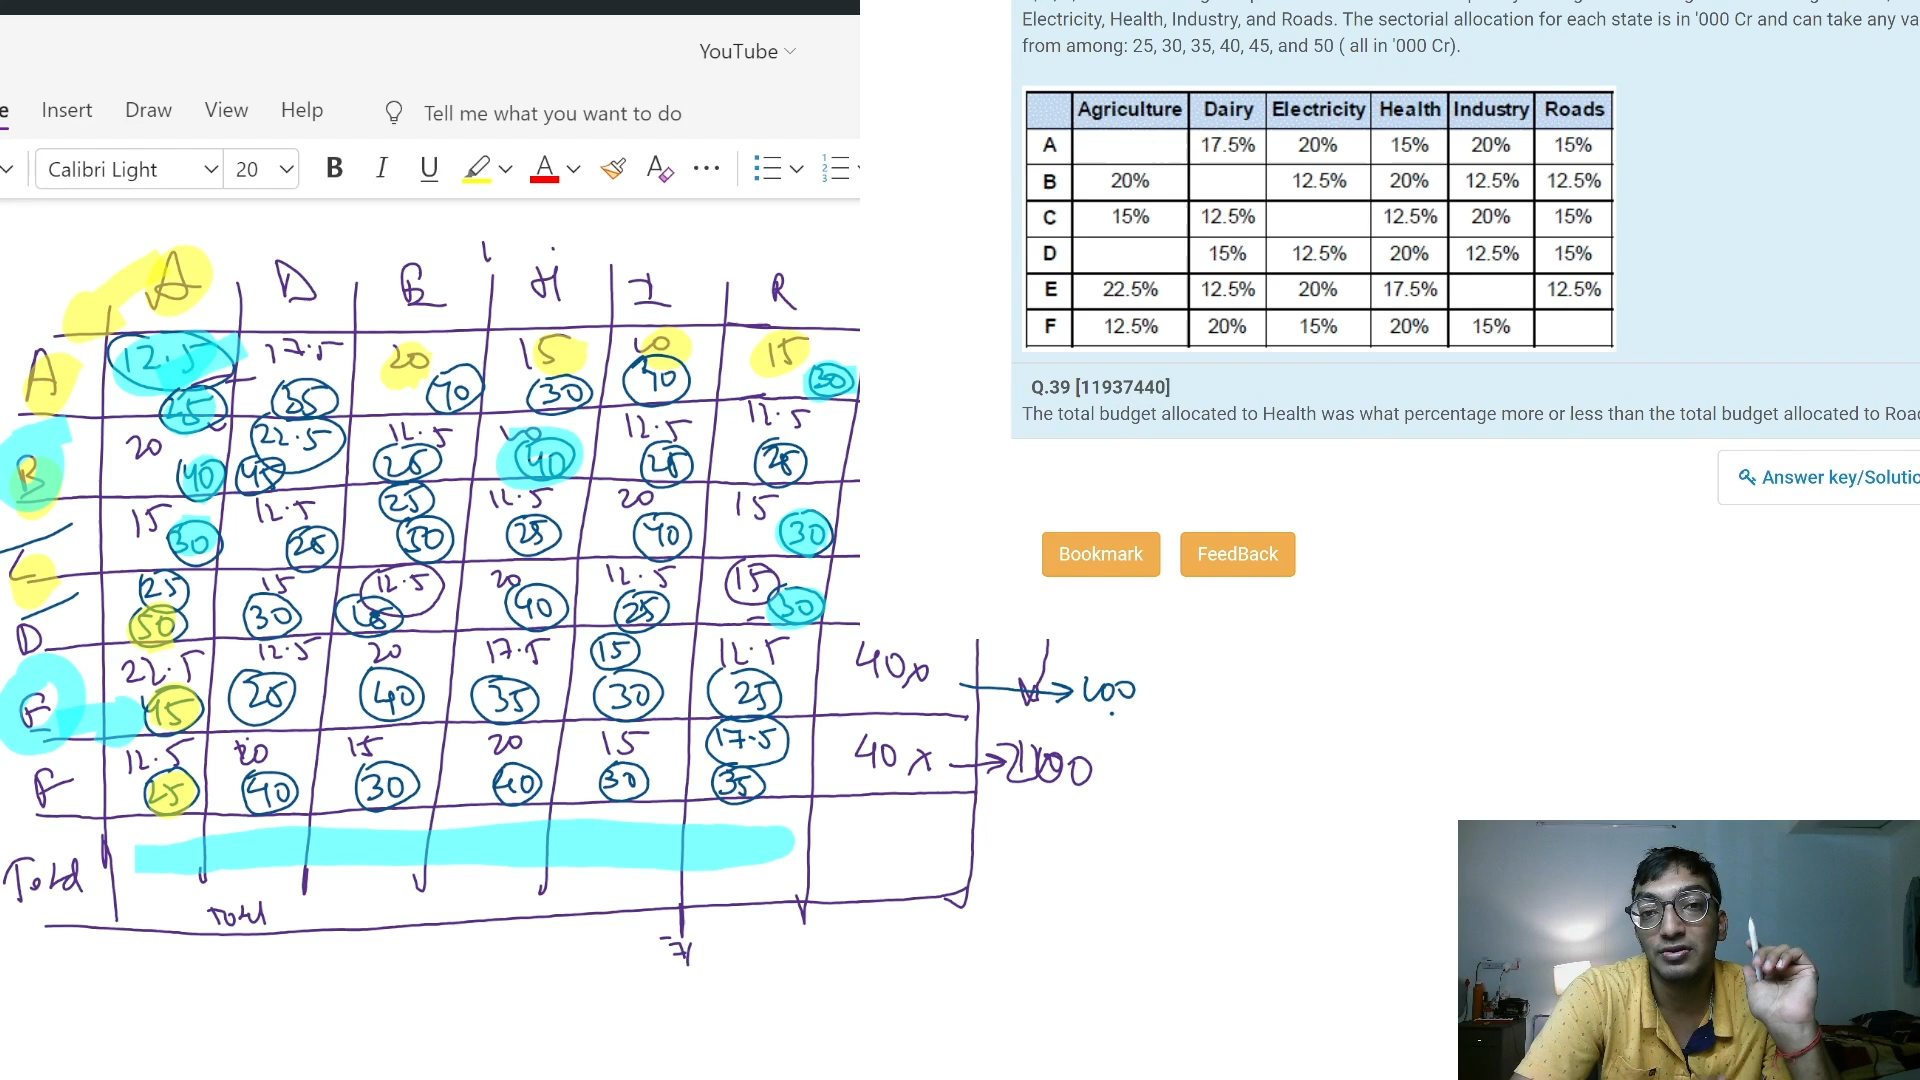 YouTube
Insert Draw View Help Tell me what you want to do
Calibri Light 20 B I U A A ...
A D E H I R
A 12.5 17.5 20 15 20 15
25 35 40 30 40 30
B 20 22.5 12.5 20 12.5 12.5
40 45 25 40 25 25
C 15 12.5 25 12.5 20 15
30 25 50 25 40 30
D 25 15 12.5 20 12.5 15
50 30 25 40 25 30
E 22.5 12.5 20 17.5 15 12.5 40x 200
45 25 40 35 30 25
F 12.5 20 15 20 15 17.5 40x
25 40 30 40 30 35
Total
Total
Electricity, Health, Industry, and Roads. The sectorial allocation for each state is in '000 Cr and can take any va
from among: 25, 30, 35, 40, 45, and 50 ( all in '000 Cr).
Agriculture Dairy Electricity Health Industry Roads
A 17.5% 20% 15% 20% 15%
B 20% 12.5% 20% 12.5% 12.5%
C 15% 12.5% 12.5% 20% 15%
D 15% 12.5% 20% 12.5% 15%
E 22.5% 12.5% 20% 17.5% 12.5%
F 12.5% 20% 15% 20% 15%
Q.39 [11937440]
The total budget allocated to Health was what percentage more or less than the total budget allocated to Roa
Answer key/Solutio
Bookmark FeedBack